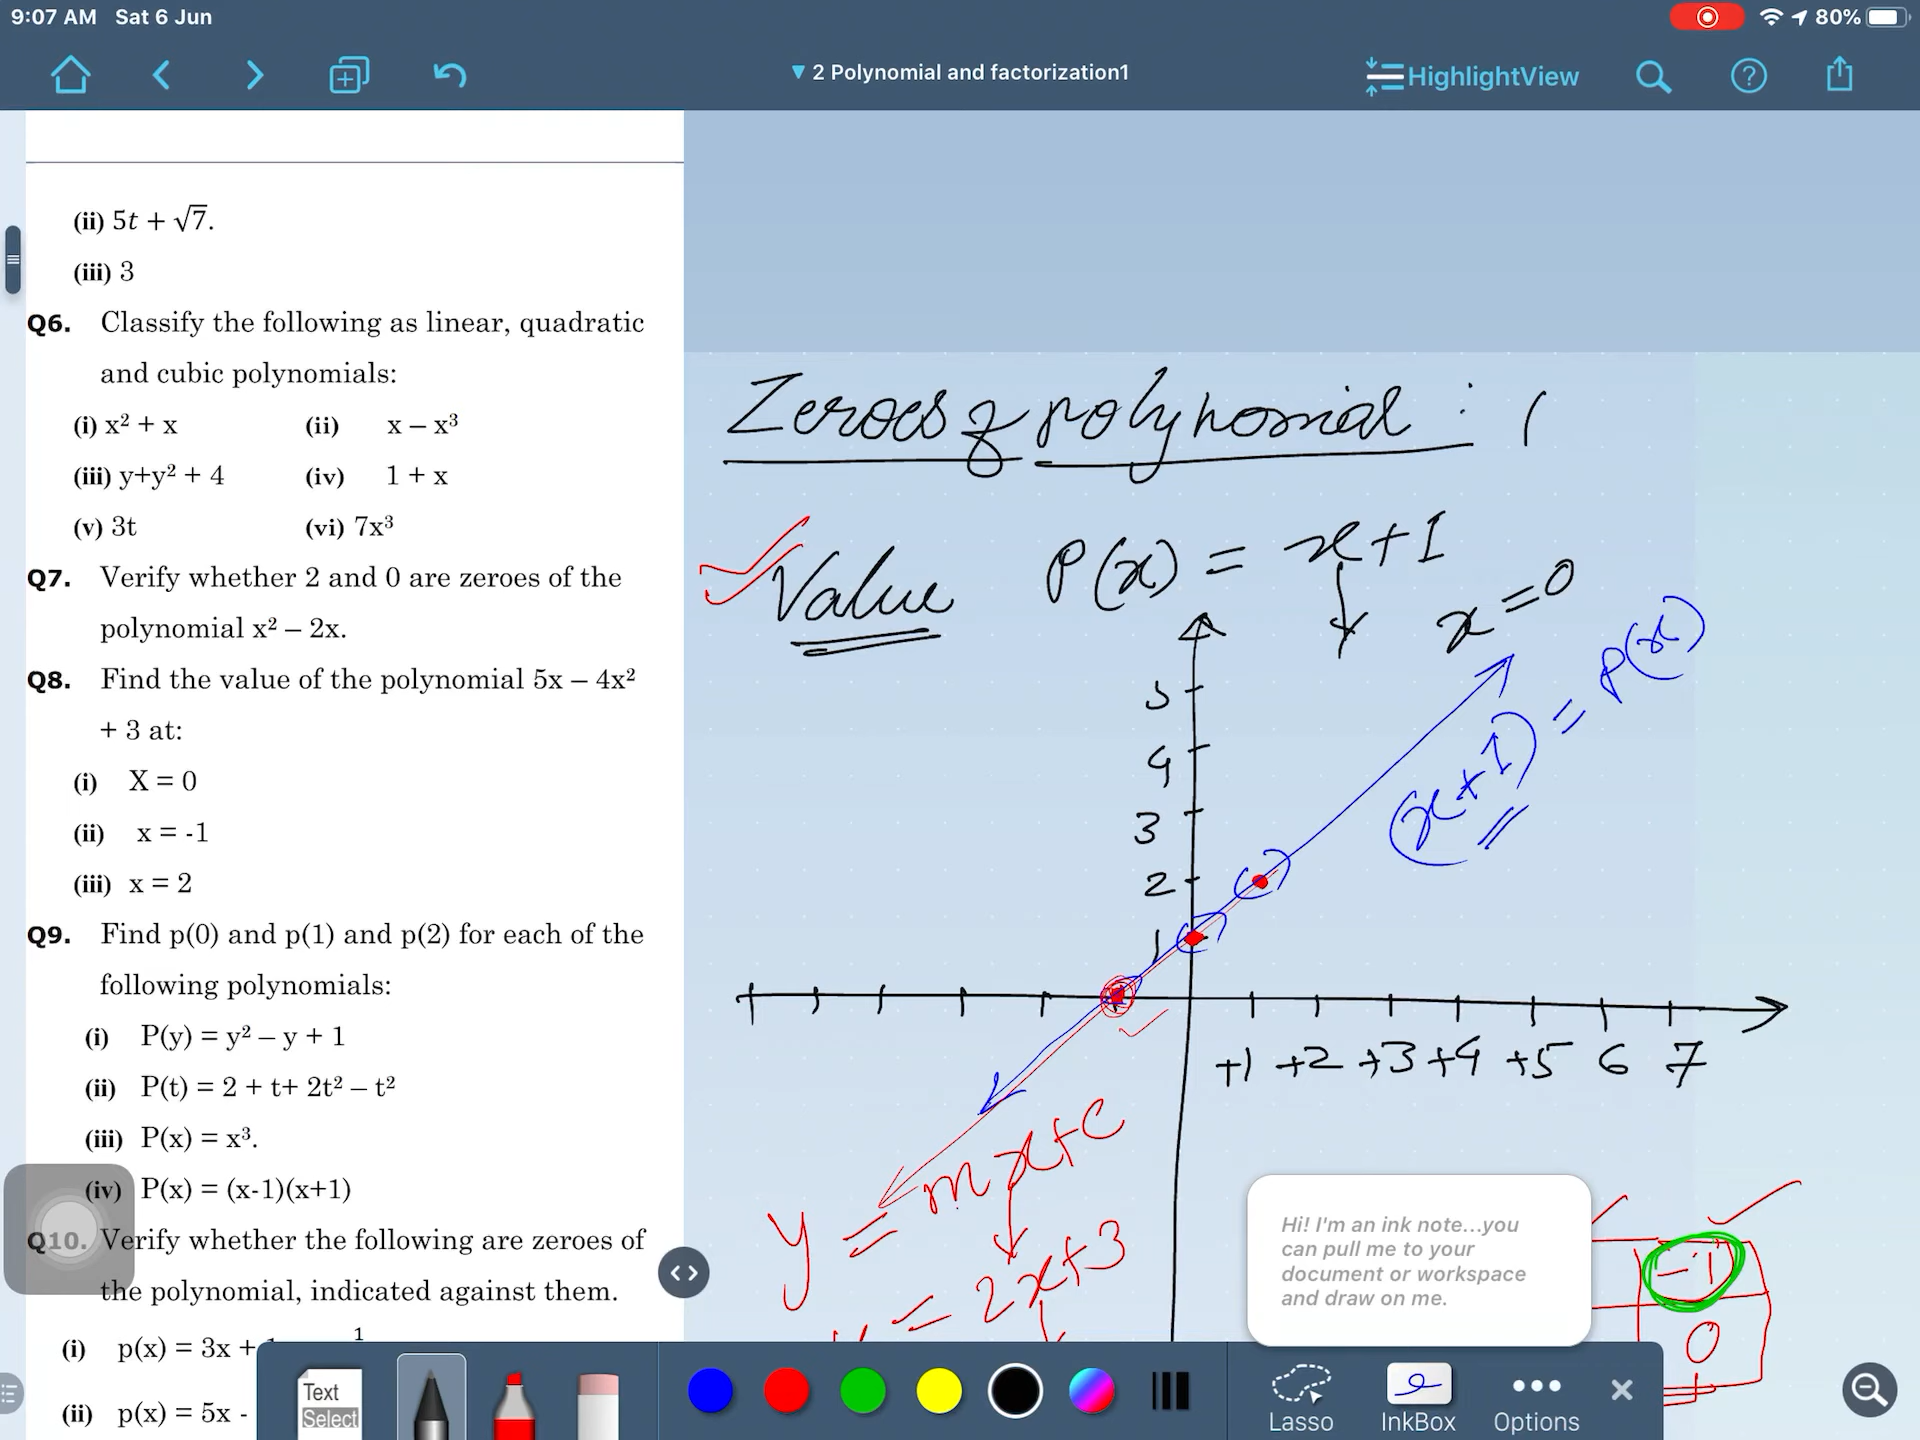 9:07 AM Sat 6 Jun
80%
2 Polynomial and factorization1
HighlightView
(ii) 5t + √7.
(iii) 3
Q6. Classify the following as linear, quadratic
and cubic polynomials:
(i) x² + x (ii) x – x³
(iii) y+y² + 4 (iv) 1 + x
(v) 3t (vi) 7x³
Q7. Verify whether 2 and 0 are zeroes of the
polynomial x² – 2x.
Q8. Find the value of the polynomial 5x – 4x²
+ 3 at:
(i) X = 0
(ii) x = -1
(iii) x = 2
Q9. Find p(0) and p(1) and p(2) for each of the
following polynomials:
(i) P(y) = y² – y + 1
(ii) P(t) = 2 + t+ 2t² – t²
(iii) P(x) = x³.
(iv) P(x) = (x-1)(x+1)
Q10. Verify whether the following are zeroes of
the polynomial, indicated against them.
(i) p(x) = 3x + 1
(ii) p(x) = 5x -
Zeroes of polynomial : (
Value P(x) = x+1
x = 0
(x+1) = P(x)
5
4
3
2
1
+1 +2 +3 +4 +5 6 7
y = mx+c
= 2x+3
-1
0
Hi! I'm an ink note...you
can pull me to your
document or workspace
and draw on me.
Text
Select
Lasso
InkBox
Options